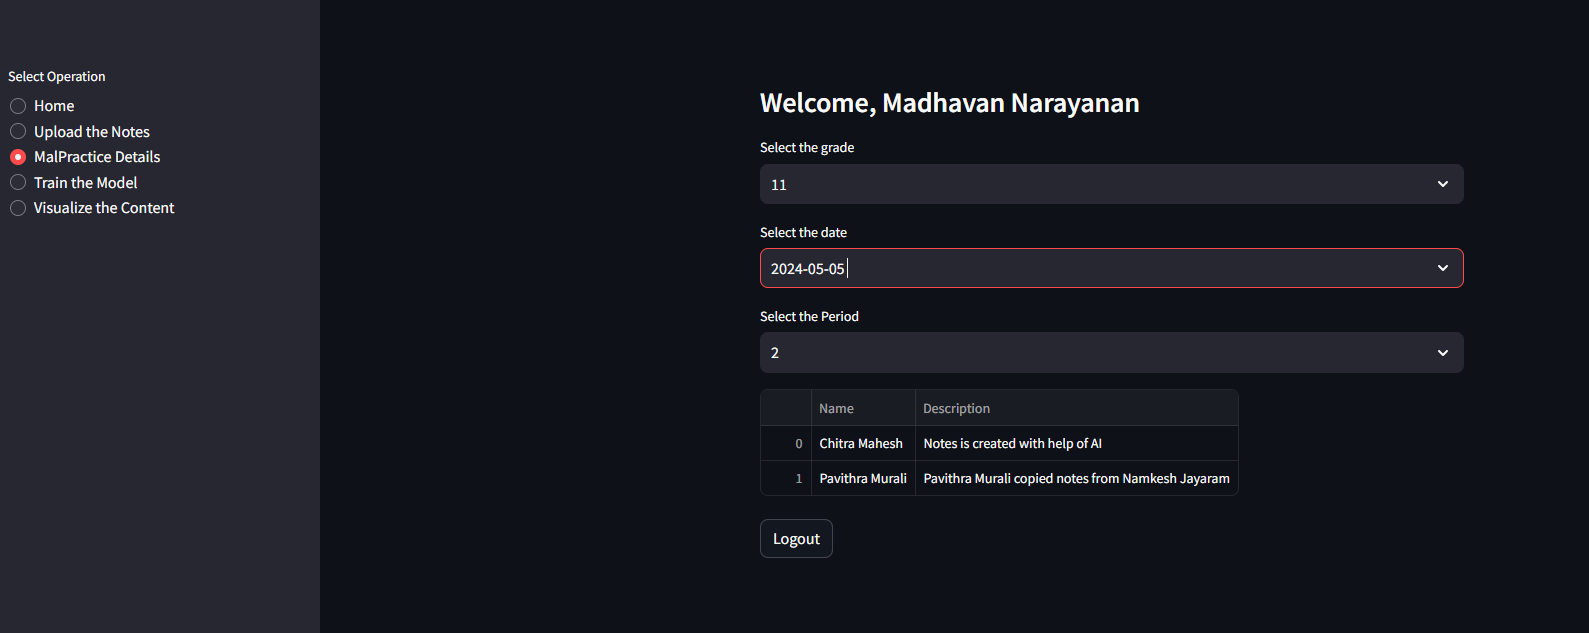 Select Operation
Home
Upload the Notes
MalPractice Details
Train the Model
Visualize the Content
Welcome, Madhavan Narayanan
Select the grade
11
Select the date
2024-05-05
Select the Period
2
Name Description
0 Chitra Mahesh Notes is created with help of AI
1 Pavithra Murali Pavithra Murali copied notes from Namkesh Jayaram
Logout